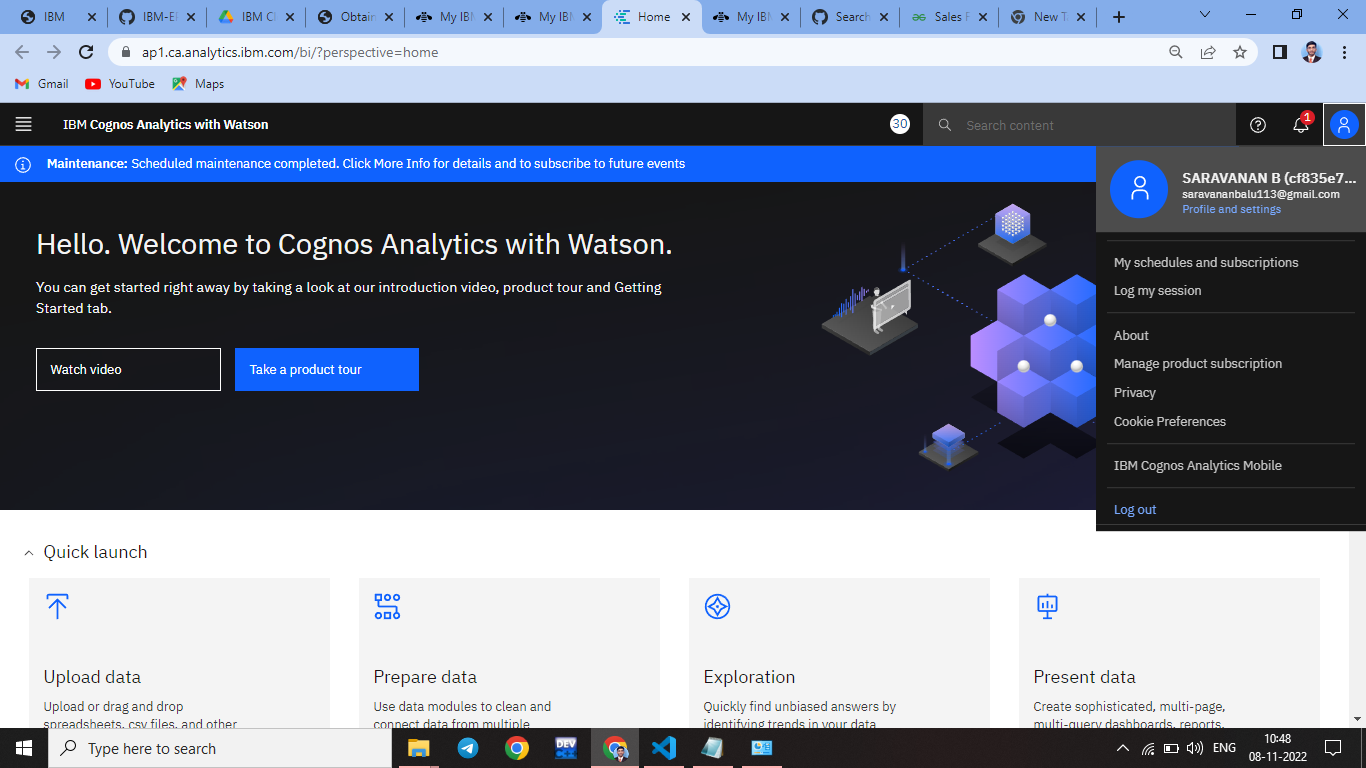 IBM
IBM-EI
IBM Cl
Obtain
My IBM
My IBM
Home
My IBM
Search
Sales F
New T
ap1.ca.analytics.ibm.com/bi/?perspective=home
Gmail
YouTube
Maps
IBM Cognos Analytics with Watson
30
Search content
1
Maintenance: Scheduled maintenance completed. Click More Info for details and to subscribe to future events
SARAVANAN B (cf835e7...
saravananbalu113@gmail.com
Profile and settings
My schedules and subscriptions
Log my session
About
Manage product subscription
Privacy
Cookie Preferences
IBM Cognos Analytics Mobile
Log out
Hello. Welcome to Cognos Analytics with Watson.
You can get started right away by taking a look at our introduction video, product tour and Getting
Started tab.
Watch video
Take a product tour
Quick launch
Upload data
Upload or drag and drop
spreadsheets, csv files, and other
Prepare data
Use data modules to clean and
connect data from multiple
Exploration
Quickly find unbiased answers by
identifying trends in your data
Present data
Create sophisticated, multi-page,
multi-query dashboards, reports,
Type here to search
DEV
ENG
10:48
08-11-2022